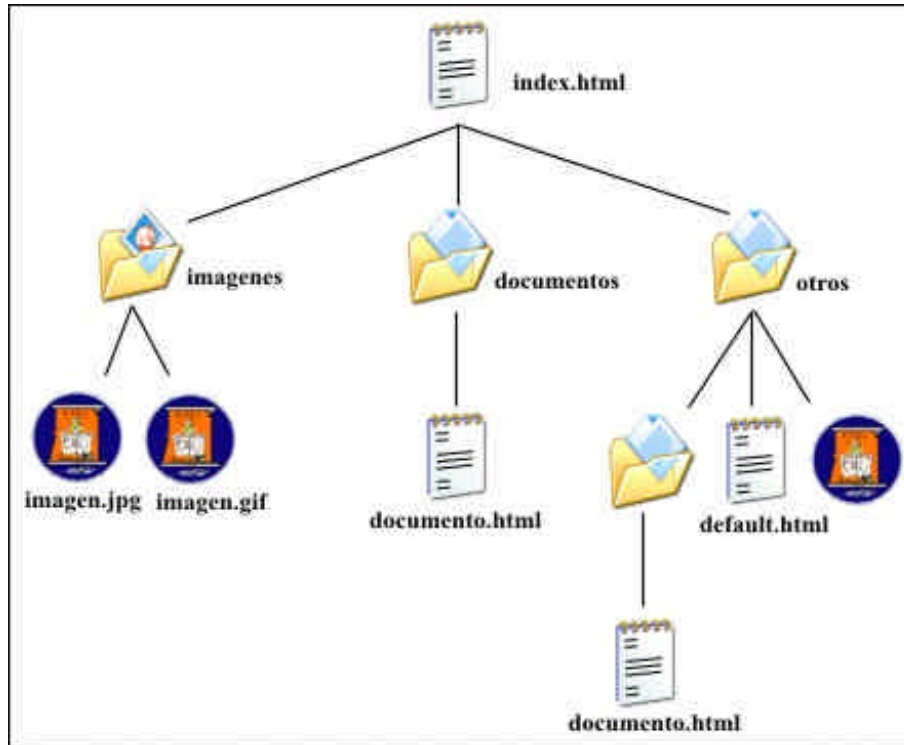 index.html
imagenes
documentos
otros
imagen.jpg
imagen.gif
documento.html
default.html
documento.html